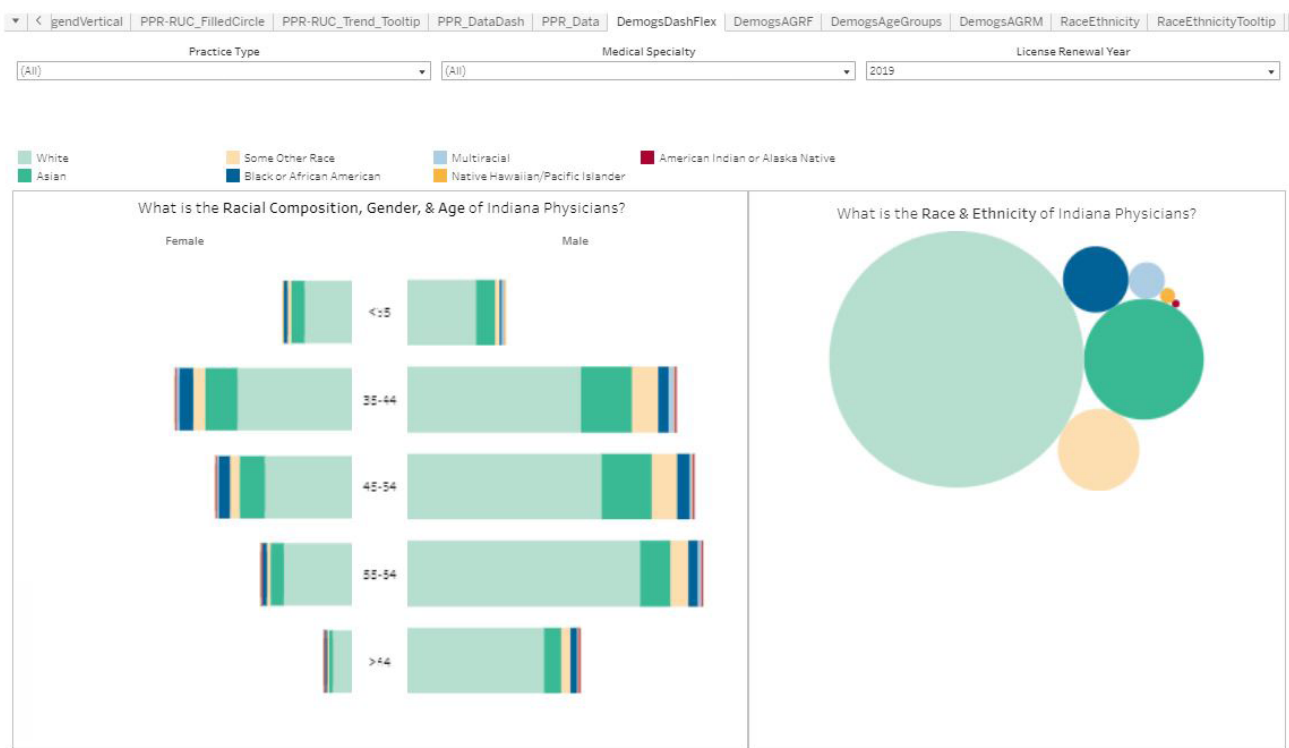 gendVertical PPR-RUC_FilledCircle PPR-RUC_Trend_Tooltip PPR_DataDash PPR_Data DemogsDashFlex DemogsAGRF DemogsAgeGroups DemogsAGRM RaceEthnicity RaceEthnicityTooltip
Practice Type Medical Specialty License Renewal Year
(All) (All) 2019
White Some Other Race Multiracial American Indian or Alaska Native
Asian Black or African American Native Hawaiian/Pacific Islander
What is the Racial Composition, Gender, & Age of Indiana Physicians?
What is the Race & Ethnicity of Indiana Physicians?
Female Male
35-44
45-54